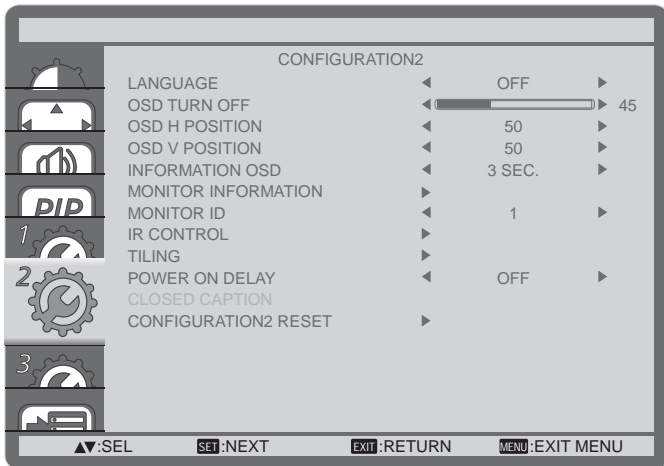 CONFIGURATION2
LANGUAGE OFF
OSD TURN OFF 45
OSD H POSITION 50
OSD V POSITION 50
INFORMATION OSD 3 SEC.
MONITOR INFORMATION
PIP
MONITOR ID 1
1
IR CONTROL
TILING
2
POWER ON DELAY OFF
CLOSED CAPTION
CONFIGURATION2 RESET
3
:SEL SET:NEXT EXIT:RETURN MENU:EXIT MENU